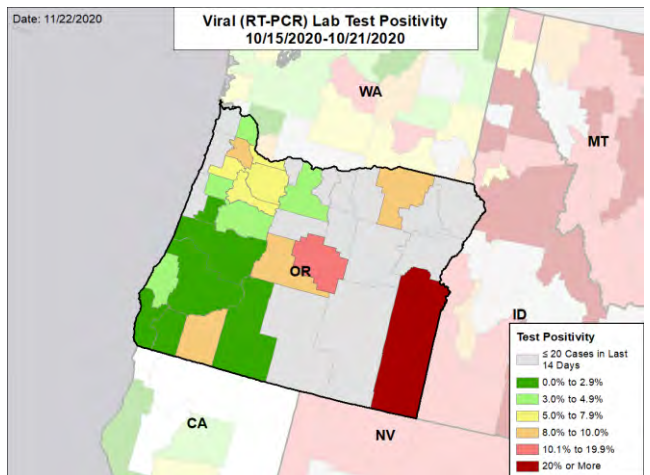 Date: 11/22/2020
Viral (RT-PCR) Lab Test Positivity
10/15/2020-10/21/2020
WA
MT
OR
ID
CA
NV
Test Positivity
≤ 20 Cases in Last
14 Days
0.0% to 2.9%
3.0% to 4.9%
5.0% to 7.9%
8.0% to 10.0%
10.1% to 19.9%
20% or More